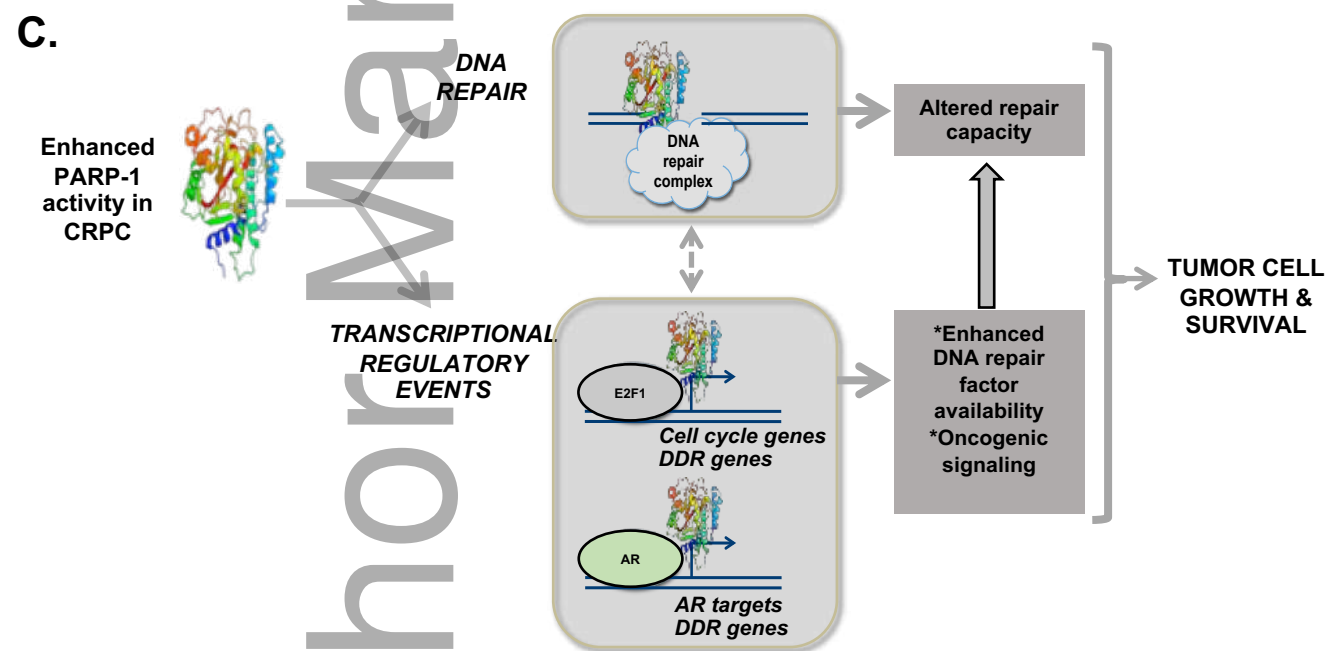 C.
Enhanced
PARP-1
activity in
CRPC
DNA
REPAIR
TRANSCRIPTIONAL
REGULATORY
EVENTS
DNA
repair
complex
E2F1
Cell cycle genes
DDR genes
AR
AR targets
DDR genes
Altered repair
capacity
*Enhanced
DNA repair
factor
availability
*Oncogenic
signaling
TUMOR CELL
GROWTH &
SURVIVAL
hor Mar